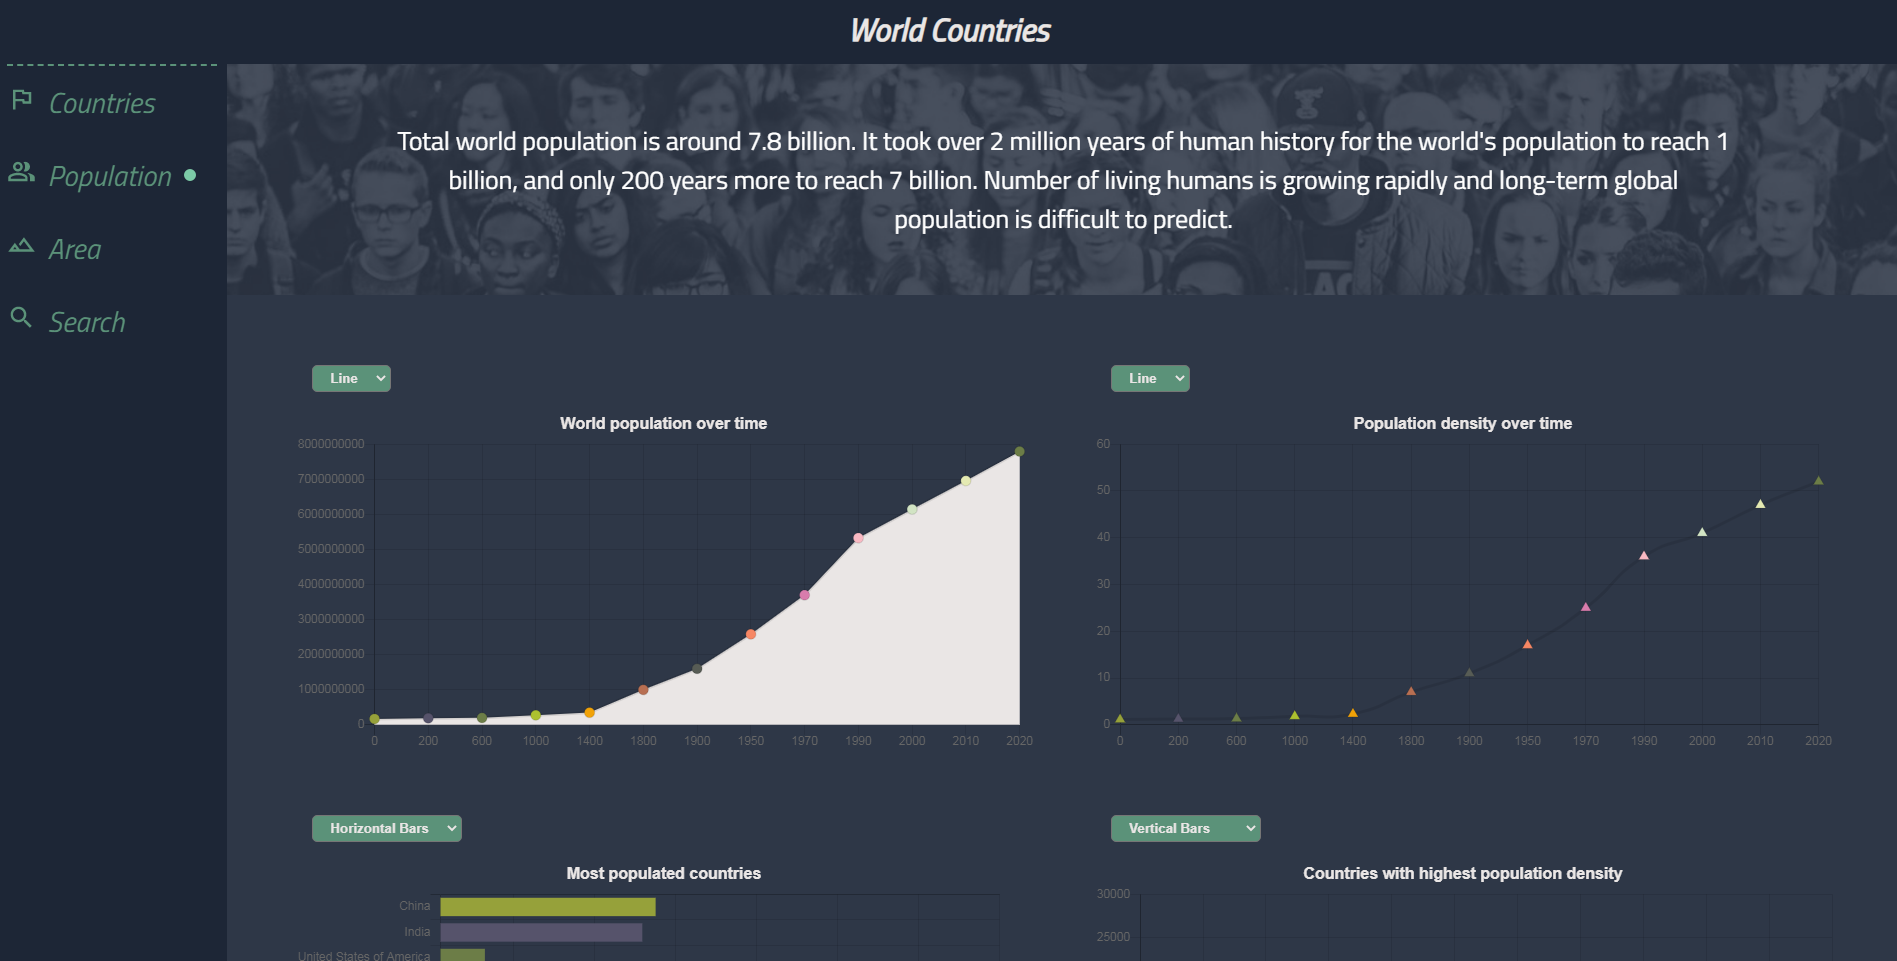 World Countries
Countries
Population
Area
Search
Total world population is around 7.8 billion. It took over 2 million years of human history for the world's population to reach 1
billion, and only 200 years more to reach 7 billion. Number of living humans is growing rapidly and long-term global
population is difficult to predict.
Line
World population over time
8000000000
7000000000
6000000000
5000000000
4000000000
3000000000
2000000000
1000000000
0
0 200 600 1000 1400 1800 1900 1950 1970 1990 2000 2010 2020
Line
Population density over time
60
50
40
30
20
10
0
0 200 600 1000 1400 1800 1900 1950 1970 1990 2000 2010 2020
Horizontal Bars
Most populated countries
China
India
United States of America
Vertical Bars
Countries with highest population density
30000
25000